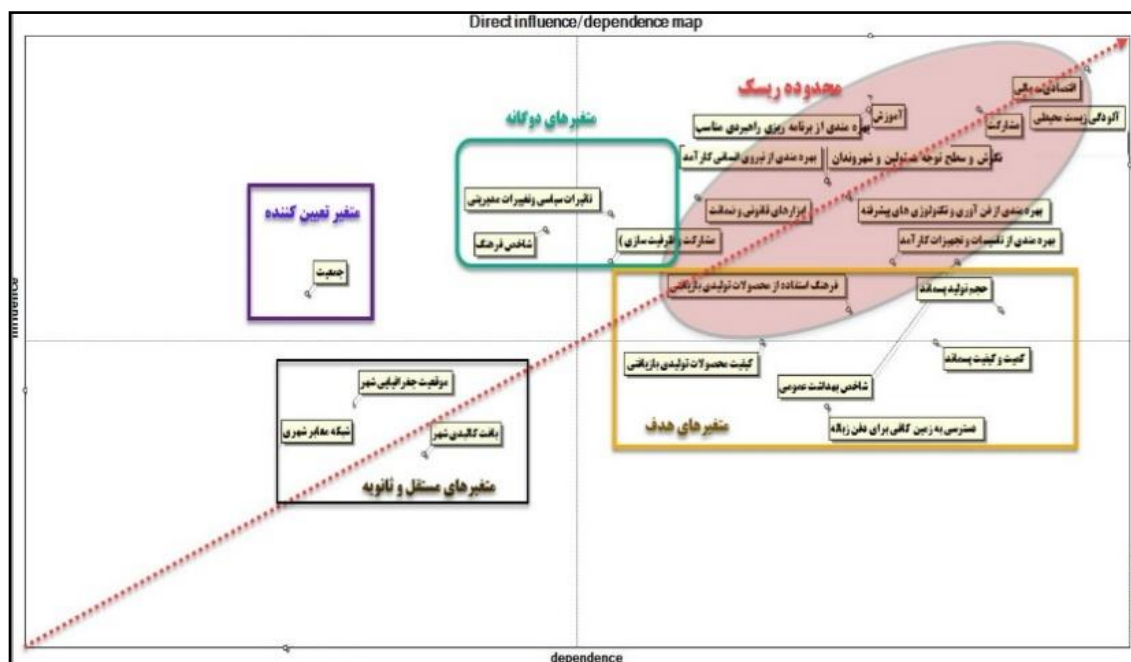 Direct influence/dependence map
محدوده ریسک
اقتصادی - مالی
آموزش
مشارکت
آلودگی زیست محیطی
متغیرهای دوگانه
بهره مندی از برنامه ریزی راهبردی مناسب
بهره مندی از نیروی انسانی کارآمد
نگرش و سطح توجه مسئولین و شهروندان
متغیر تعیین کننده
تاثیرات سیاسی وتغییرات مدیریتی
ابزارهای قانونی و ضمانت
بهره مندی از فن آوری و تکنولوژی های پیشرفته
شاخص فرهنگ
مشارکت و ظرفیت سازی )
بهره مندی از تاسیسات و تجهیزات کارآمد
جمعیت
فرهنگ استفاده از محصولات تولیدی بازیافتی
حجم تولید پسماند
influence
کیفیت محصولات تولیدی بازیافتی
کمیت و کیفیت پسماند
موقعیت جغرافیایی شهر
شاخص بهداشت عمومی
شبکه معابر شهری
بافت کالبدی شهر
متغیرهای هدف
دسترسی به زمین کافی برای دفن زباله
متغیرهای مستقل و ثانویه
dependence